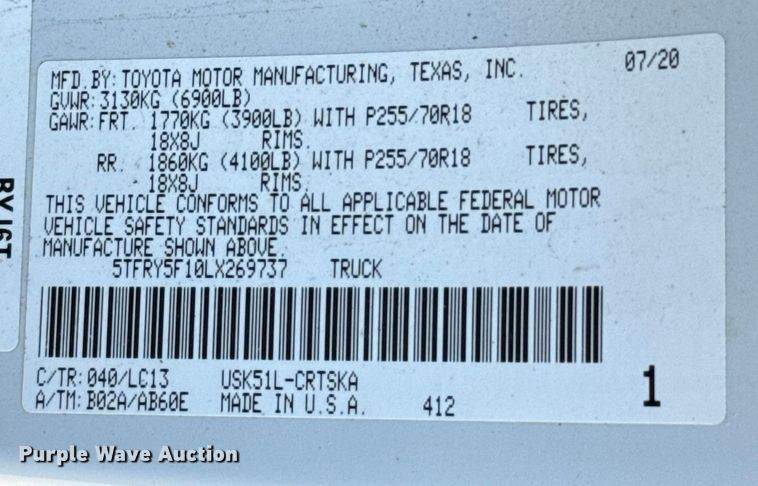 MFD.BY: TOYOTA MOTOR MANUFACTURING, TEXAS, INC. 07/20
GVWR: 3130KG (6900LB)
GAWR: FRT. 1770KG (3900LB) WITH P255/70R18 TIRES,
18X8J RIMS.
RR. 1860KG (4100LB) WITH P255/70R18 TIRES,
18X8J RIMS.
THIS VEHICLE CONFORMS TO ALL APPLICABLE FEDERAL MOTOR
VEHICLE SAFETY STANDARDS IN EFFECT ON THE DATE OF
MANUFACTURE SHOWN ABOVE.
5TFRY5F10LX269737 TRUCK
C/TR: 040/LC13 USK51L-CRTSKA
A/TM: B02A/AB60E MADE IN U.S.A. 412 1
Purple Wave Auction